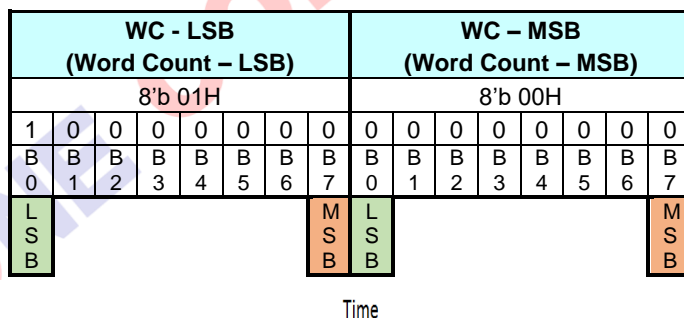 WC - LSB WC – MSB
(Word Count – LSB) (Word Count – MSB)
8’b 01H 8’b 00H
1 0 0 0 0 0 0 0 0 0 0 0 0 0 0 0
B B B B B B B B B B B B B B B B
0 1 2 3 4 5 6 7 0 1 2 3 4 5 6 7
L M L M
S S S S
B B B B
Time